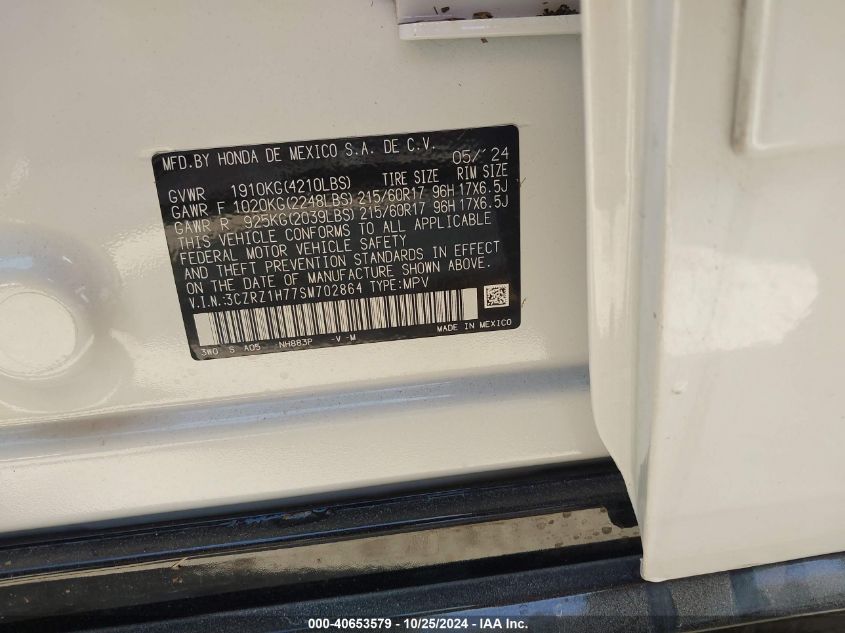 MFD.BY HONDA DE MEXICO S.A. DE C.V.
05/'24
GVWR 1910KG(4210LBS) TIRE SIZE RIM SIZE
GAWR F 1020KG(2248LBS) 215/60R17 96H 17X6.5J
GAWR R 925KG(2039LBS) 215/60R17 96H 17X6.5J
THIS VEHICLE CONFORMS TO ALL APPLICABLE
FEDERAL MOTOR VEHICLE SAFETY
AND THEFT PREVENTION STANDARDS IN EFFECT
ON THE DATE OF MANUFACTURE SHOWN ABOVE.
V.I.N.:3CZRZ1H77SM702864 TYPE:MPV
3W0 S A05 NH883P -V -M MADE IN MEXICO
000-40653579 - 10/25/2024 - IAA Inc.